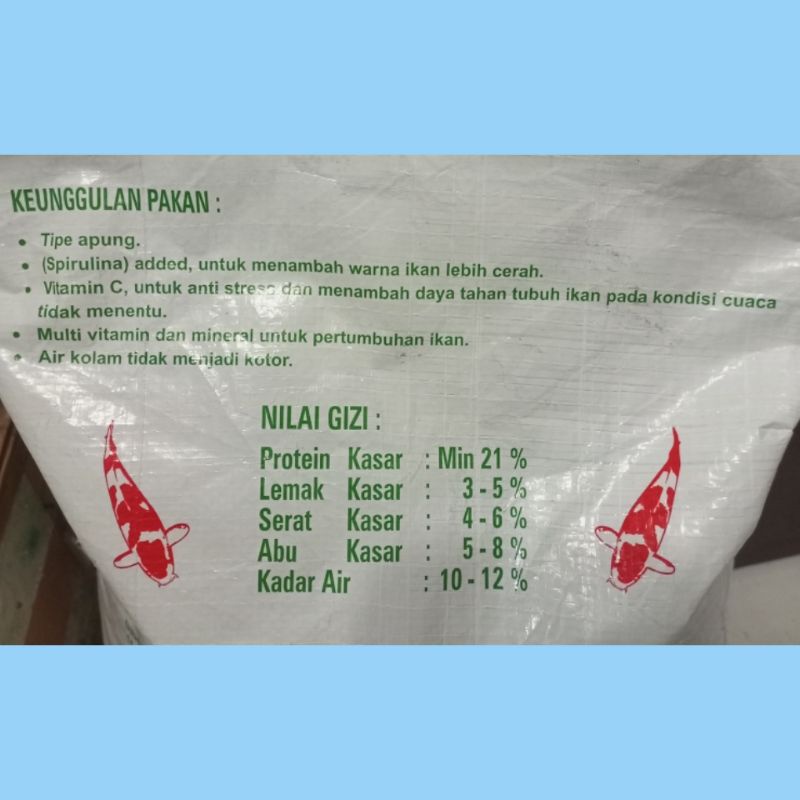 KEUNGGULAN PAKAN :
• Tipe apung.
• (Spirulina) added, untuk menambah warna ikan lebih cerah.
• Vitamin C, untuk anti stress dan menambah daya tahan tubuh ikan pada kondisi cuaca
tidak menentu.
• Multi vitamin dan mineral untuk pertumbuhan ikan.
• Air kolam tidak menjadi kotor.
NILAI GIZI :
Protein Kasar : Min 21 %
Lemak Kasar : 3 - 5 %
Serat Kasar : 4 - 6 %
Abu Kasar : 5 - 8 %
Kadar Air : 10 - 12 %